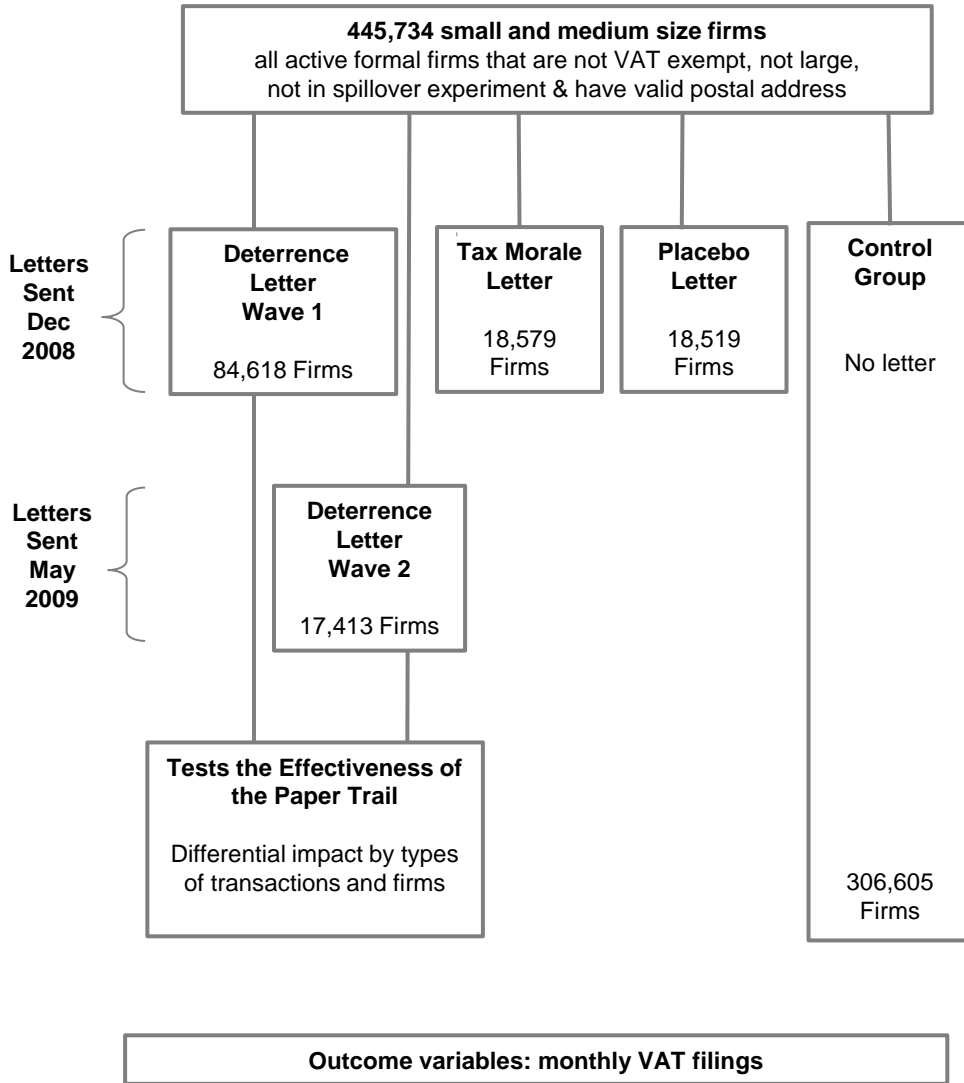 445,734 small and medium size firms
all active formal firms that are not VAT exempt, not large,
not in spillover experiment & have valid postal address
Letters
Sent
Dec
2008
Deterrence
Letter
Wave 1
84,618 Firms
Tax Morale
Letter
18,579
Firms
Placebo
Letter
18,519
Firms
Control
Group
No letter
Letters
Sent
May
2009
Deterrence
Letter
Wave 2
17,413 Firms
Tests the Effectiveness of
the Paper Trail
Differential impact by types
of transactions and firms
306,605
Firms
Outcome variables: monthly VAT filings